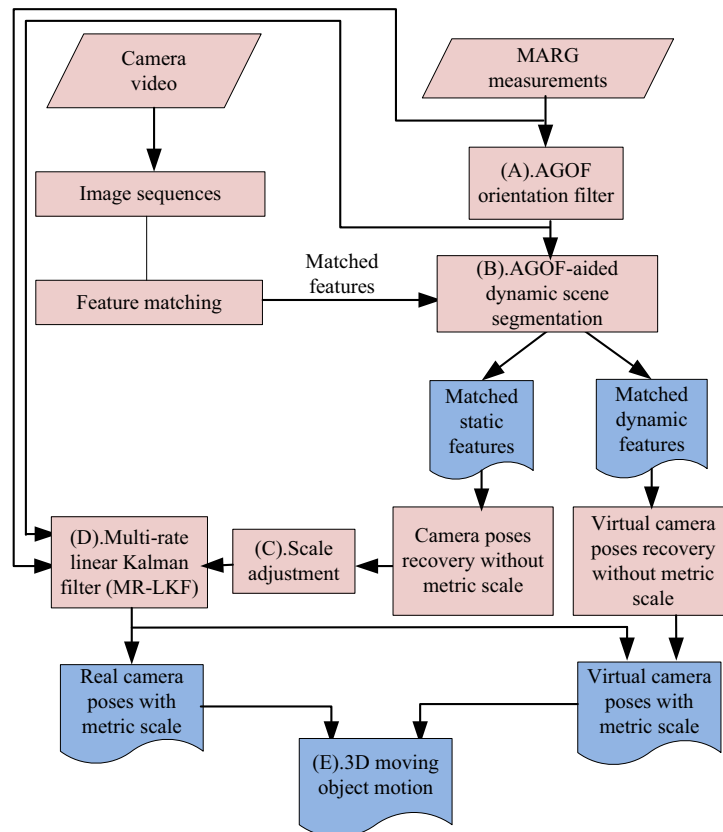 Camera
video
MARG
measurements
(A).AGOF
orientation filter
Image sequences
Matched
features
(B).AGOF-aided
dynamic scene
segmentation
Feature matching
Matched
static
features
Matched
dynamic
features
(D).Multi-rate
linear Kalman
filter (MR-LKF)
(C).Scale
adjustment
Camera poses
recovery without
metric scale
Virtual camera
poses recovery
without metric
scale
Real camera
poses with
metric scale
Virtual camera
poses with
metric scale
(E).3D moving
object motion